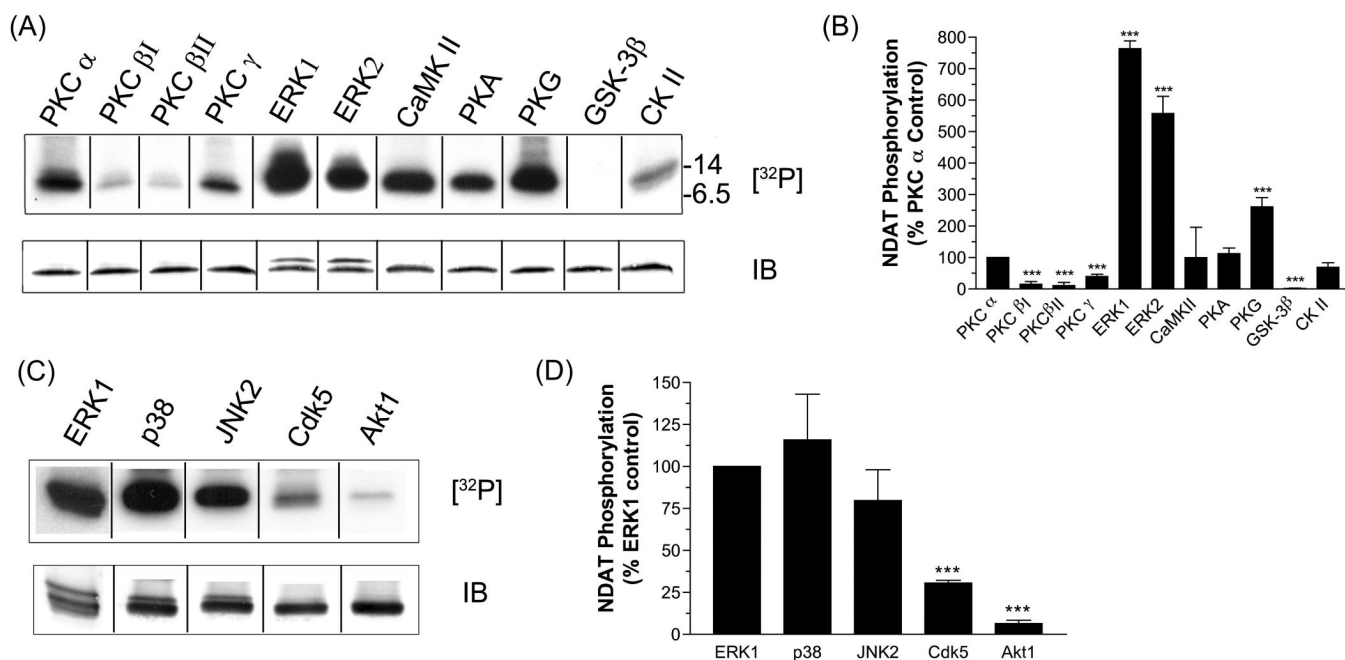 (A)
PKC α PKC βI PKC βII PKC γ ERK1 ERK2 CaMK II PKA PKG GSK-3β CK II
-14
-6.5
[³²P]
IB
(B)
NDAT Phosphorylation
(% PKC α Control)
800
700
600
500
400
300
200
100
0
*** *** *** *** *** *** ***
PKC α PKC βI PKCβII PKC γ ERK1 ERK2 CaMKII PKA PKG GSK-3β CK II
(C)
ERK1 p38 JNK2 Cdk5 Akt1
[³²P]
IB
(D)
NDAT Phosphorylation
(% ERK1 control)
150
125
100
75
50
25
0
*** ***
ERK1 p38 JNK2 Cdk5 Akt1